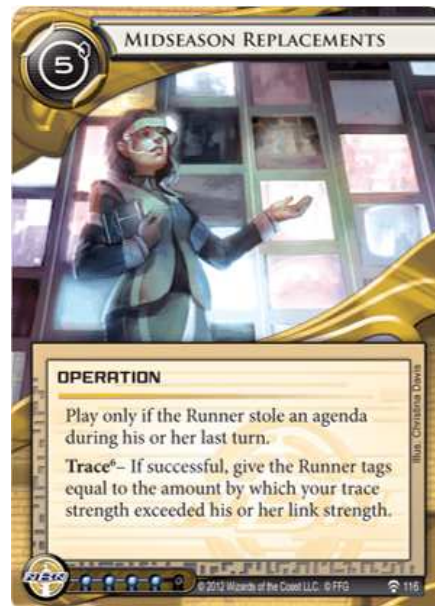 5
MIDSEASON REPLACEMENTS
OPERATION
Play only if the Runner stole an agenda
during his or her last turn.
Trace⁶– If successful, give the Runner tags
equal to the amount by which your trace
strength exceeded his or her link strength.
Illus. Christina Davis
NBN
© 2012 Wizards of the Coast LLC. © FFG
116